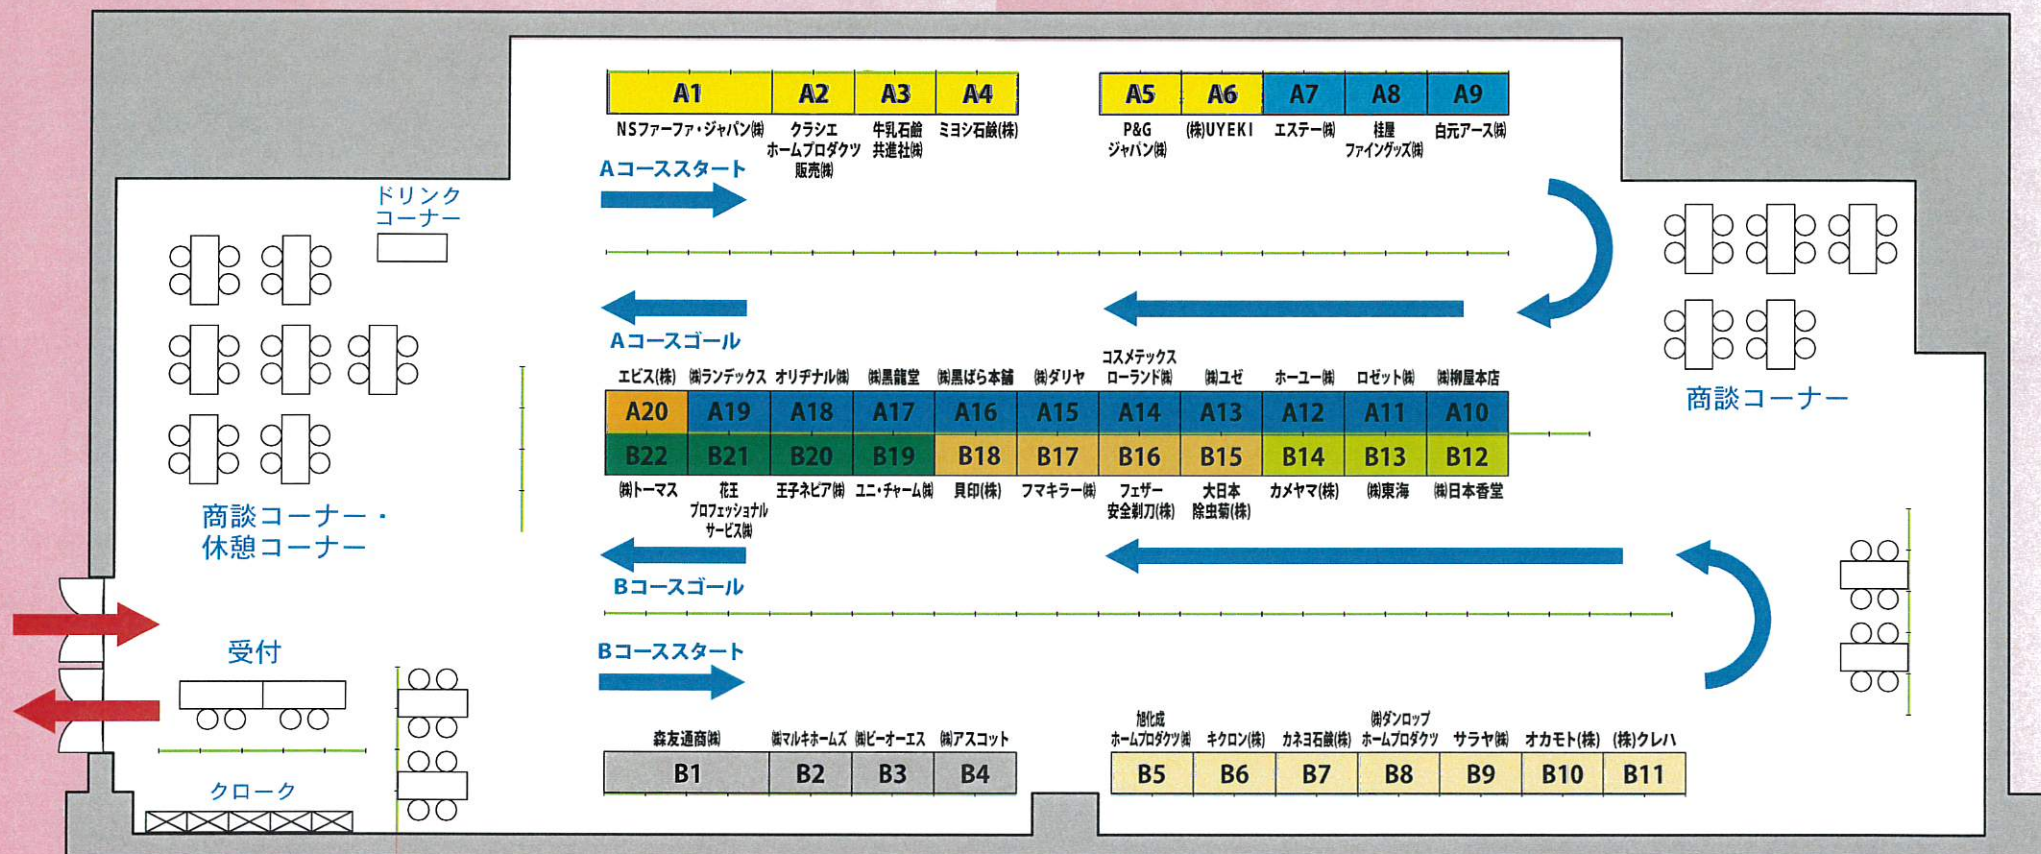 A1
A2
A3
A4
A5
A6
A7
A8
A9
NSファーファ・ジャパン㈱
クラシエ
ホームプロダクツ
販売㈱
牛乳石鹼
共進社㈱
ミヨシ石鹼(株)
P&G
ジャパン㈱
(株)UYEKI
エステー㈱
桂屋
ファイングッズ㈱
白元アース㈱
Aコーススタート
ドリンク
コーナー
Aコースゴール
商談コーナー
エビス(株)
㈱ランデックス
オリヂナル㈱
㈱黒龍堂
㈱黒ばら本舗
㈱ダリヤ
コスメテックス
ローランド㈱
㈱ユゼ
ホーユー㈱
ロゼット㈱
㈱柳屋本店
A20
A19
A18
A17
A16
A15
A14
A13
A12
A11
A10
B22
B21
B20
B19
B18
B17
B16
B15
B14
B13
B12
㈱トーマス
花王
プロフェッショナル
サービス㈱
王子ネピア㈱
ユニ・チャーム㈱
貝印(株)
フマキラー㈱
フェザー
安全剃刀(株)
大日本
除虫菊(株)
カメヤマ(株)
㈱東海
㈱日本香堂
商談コーナー・
休憩コーナー
Bコースゴール
受付
Bコーススタート
森友通商㈱
㈱マルキホームズ
㈱ビーオーエス
㈱アスコット
旭化成
ホームプロダクツ㈱
キクロン(株)
カネヨ石鹼(株)
㈱ダンロップ
ホームプロダクツ
サラヤ㈱
オカモト(株)
(株)クレハ
B1
B2
B3
B4
B5
B6
B7
B8
B9
B10
B11
クローク